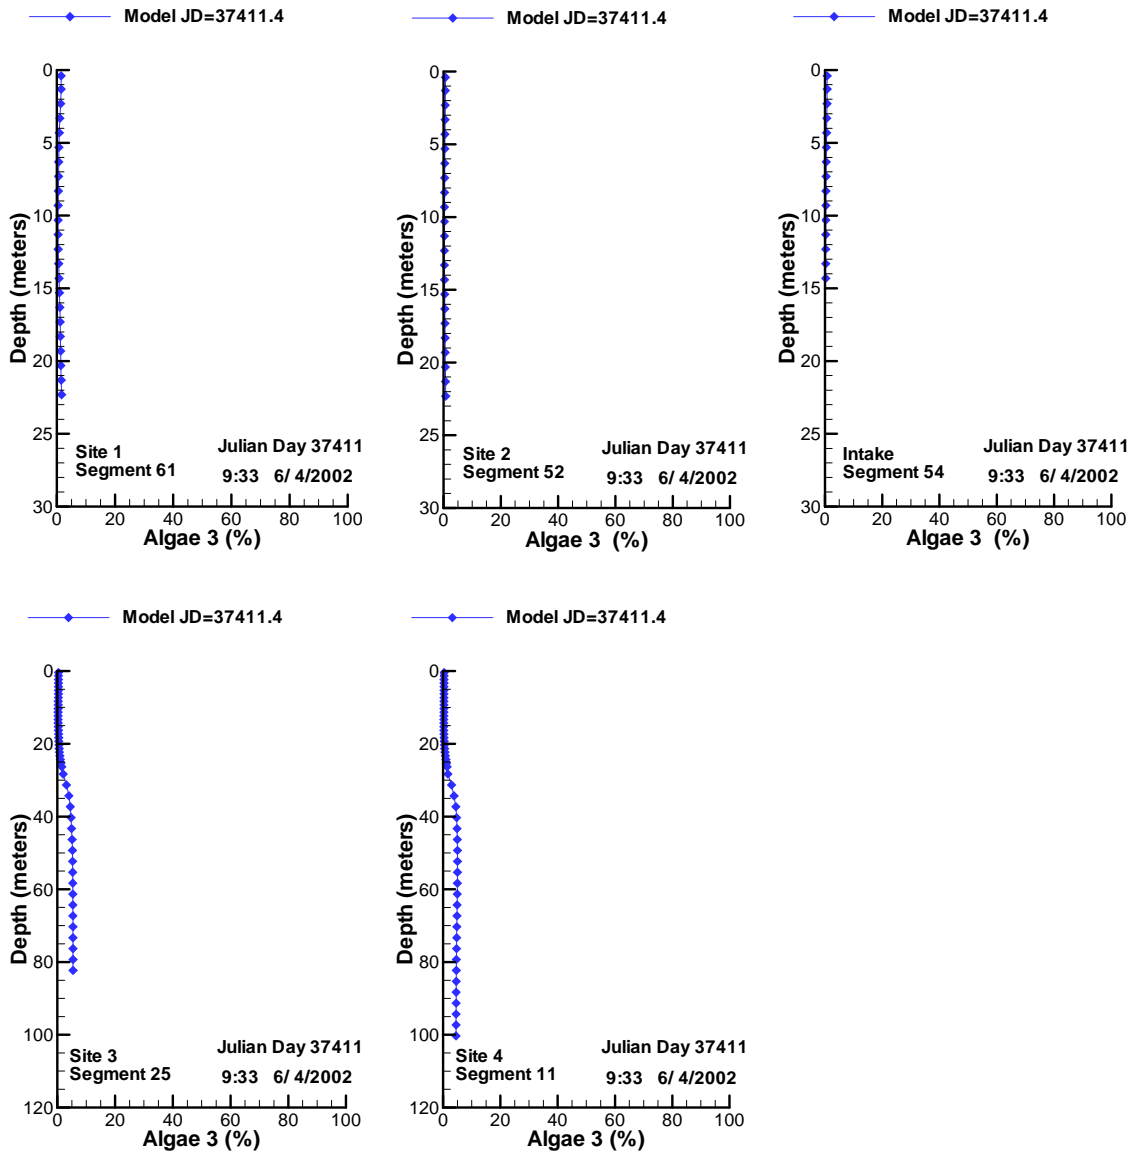 Model JD=37411.4
Model JD=37411.4
Model JD=37411.4
0
5
10
15
20
25
30
Depth (meters)
Site 1
Segment 61
Julian Day 37411
9:33 6/ 4/2002
0 20 40 60 80 100
Algae 3 (%)
0
5
10
15
20
25
30
Depth (meters)
Site 2
Segment 52
Julian Day 37411
9:33 6/ 4/2002
0 20 40 60 80 100
Algae 3 (%)
0
5
10
15
20
25
30
Depth (meters)
Intake
Segment 54
Julian Day 37411
9:33 6/ 4/2002
0 20 40 60 80 100
Algae 3 (%)
Model JD=37411.4
Model JD=37411.4
0
20
40
60
80
100
120
Depth (meters)
Site 3
Segment 25
Julian Day 37411
9:33 6/ 4/2002
0 20 40 60 80 100
Algae 3 (%)
0
20
40
60
80
100
120
Depth (meters)
Site 4
Segment 11
Julian Day 37411
9:33 6/ 4/2002
0 20 40 60 80 100
Algae 3 (%)